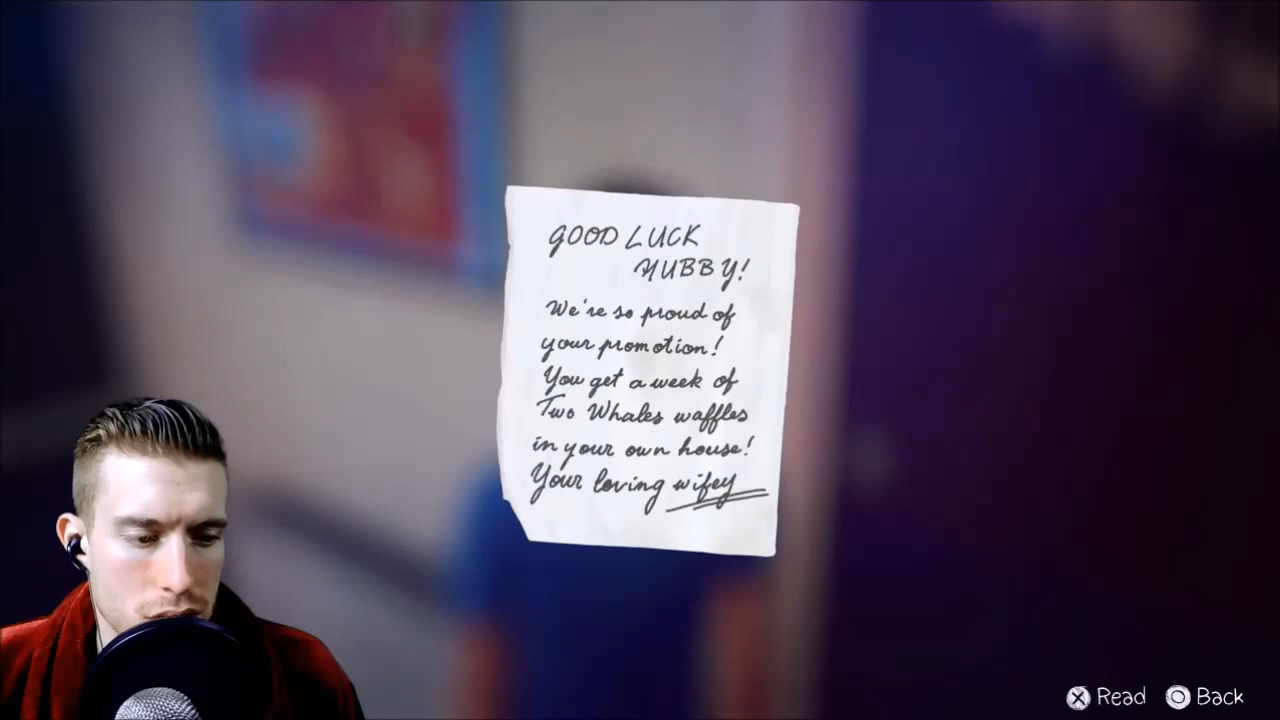 GOOD LUCK
HUBBY!
We're so proud of
your promotion!
You get a week of
Two Whales waffles
in your own house!
Your loving wifey
Read Back